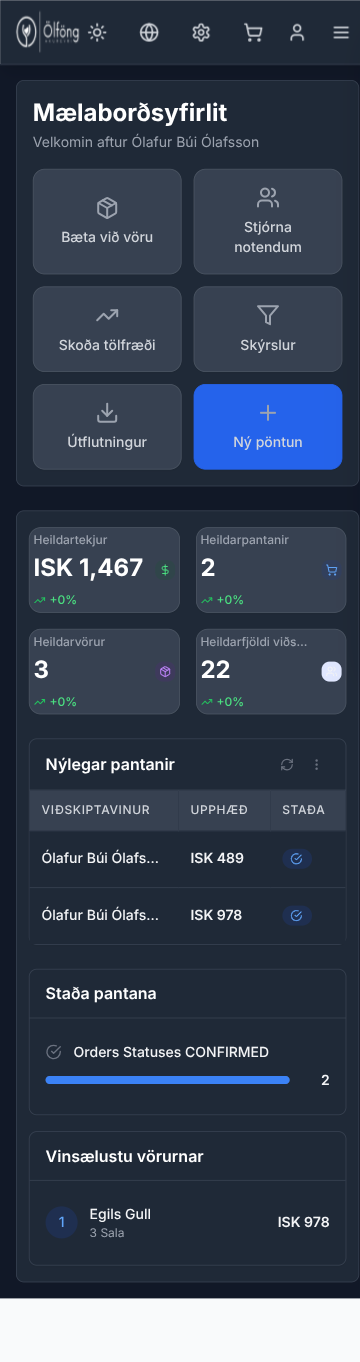 Ölföng
Mælaborðsyfirlit
Velkomin aftur Ólafur Búi Ólafsson
Bæta við vöru
Stjórna
notendum
Skoða tölfræði
Skýrslur
Útflutningur
Ný pöntun
Heildartekjur
ISK 1,467
+0%
Heildarpantanir
2
+0%
Heildarvörur
3
+0%
Heildarfjöldi viðs...
22
+0%
Nýlegar pantanir
VIÐSKIPTAVINUR UPPHÆÐ STAÐA
Ólafur Búi Ólafs... ISK 489
Ólafur Búi Ólafs... ISK 978
Staða pantana
Orders Statuses CONFIRMED
2
Vinsælustu vörurnar
1 Egils Gull ISK 978
3 Sala